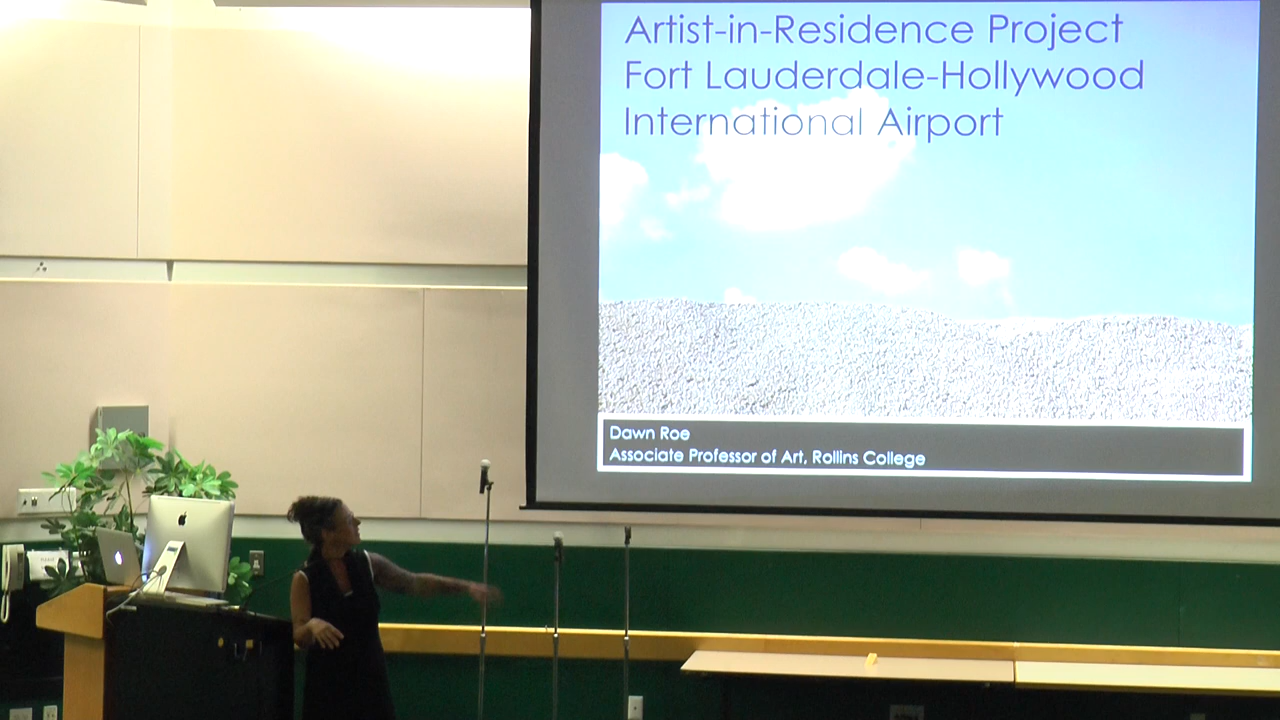 Artist-in-Residence Project
Fort Lauderdale-Hollywood
International Airport
Dawn Roe
Associate Professor of Art, Rollins College